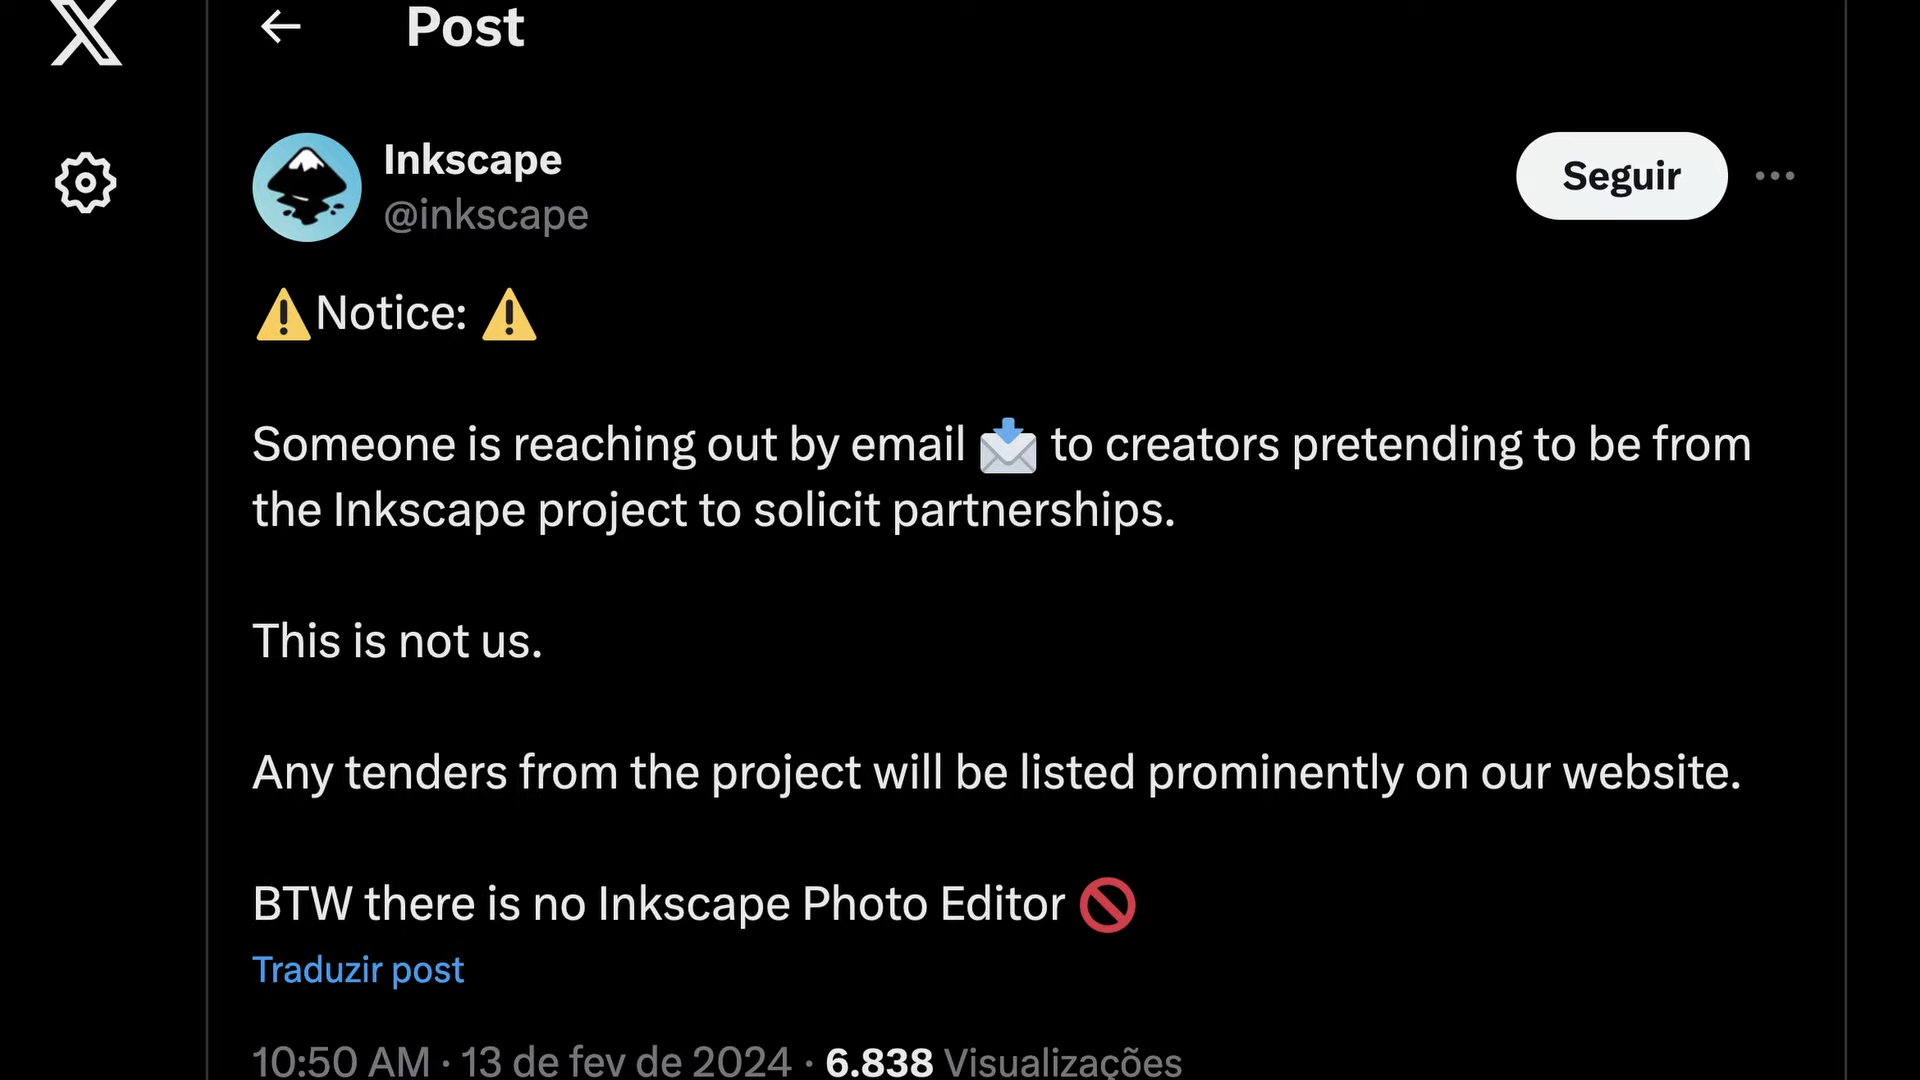 Post
Inkscape
@inkscape
Seguir
⚠️Notice: ⚠️
Someone is reaching out by email 📩 to creators pretending to be from
the Inkscape project to solicit partnerships.
This is not us.
Any tenders from the project will be listed prominently on our website.
BTW there is no Inkscape Photo Editor 🚫
Traduzir post
10:50 AM · 13 de fev de 2024 · 6.838 Visualizações